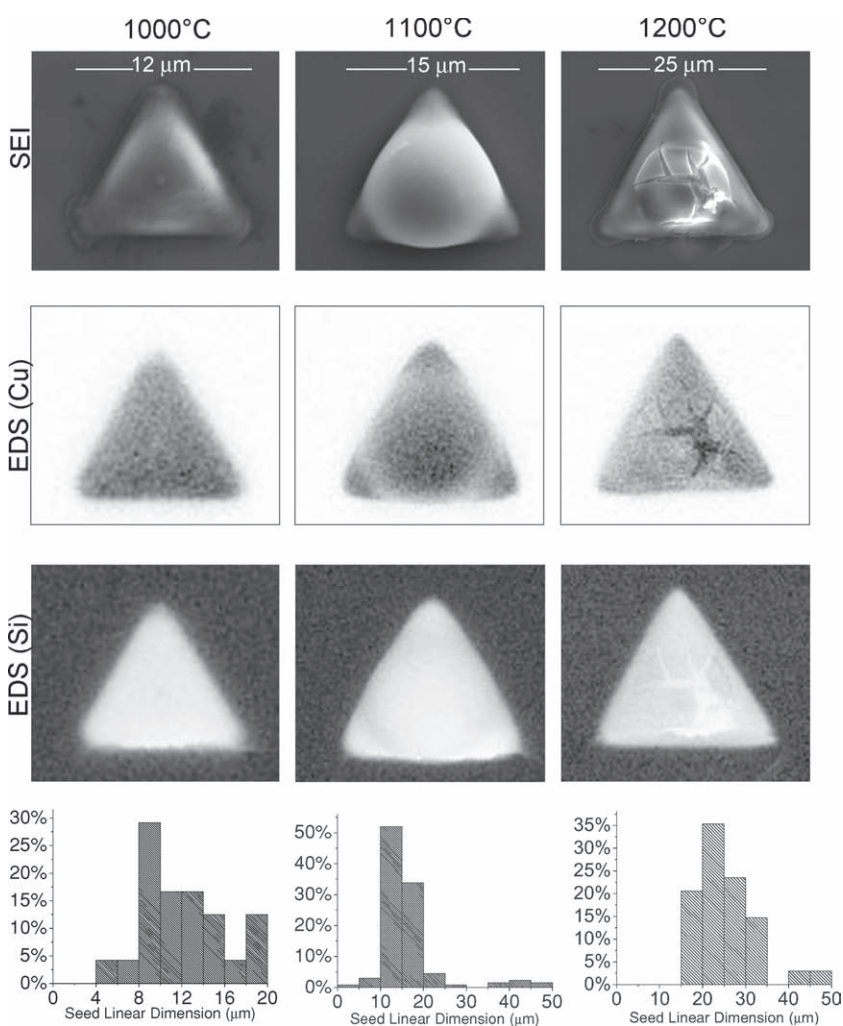 1000°C 1100°C 1200°C
12 µm 15 µm 25 µm
SEI
EDS (Cu)
EDS (Si)
30%
25%
20%
15%
10%
5%
0%
0 4 8 12 16 20
Seed Linear Dimension (µm)
50%
40%
30%
20%
10%
0%
0 10 20 30 40 50
Seed Linear Dimension (µm)
35%
30%
25%
20%
15%
10%
5%
0%
0 10 20 30 40 50
Seed Linear Dimension (µm)